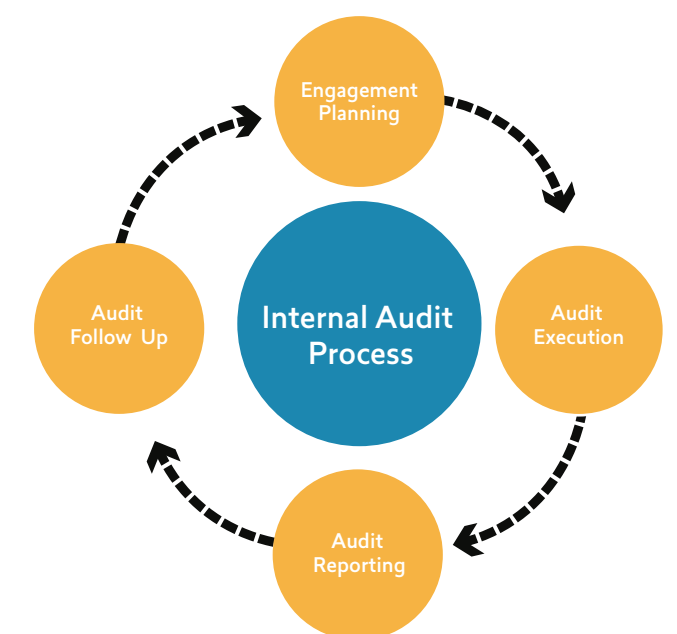 Engagement
Planning
Audit
Execution
Audit
Reporting
Audit
Follow Up
Internal Audit
Process